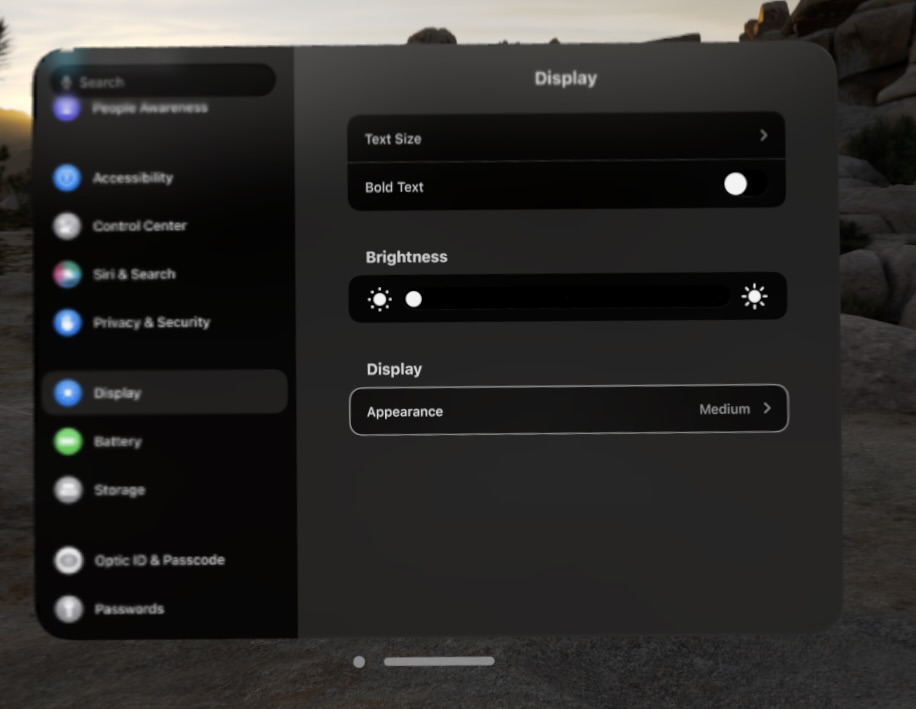 Search
People Awareness
Accessibility
Control Center
Siri & Search
Privacy & Security
Display
Battery
Storage
Optic ID & Passcode
Passwords
Display
Text Size
Bold Text
Brightness
Display
Appearance Medium